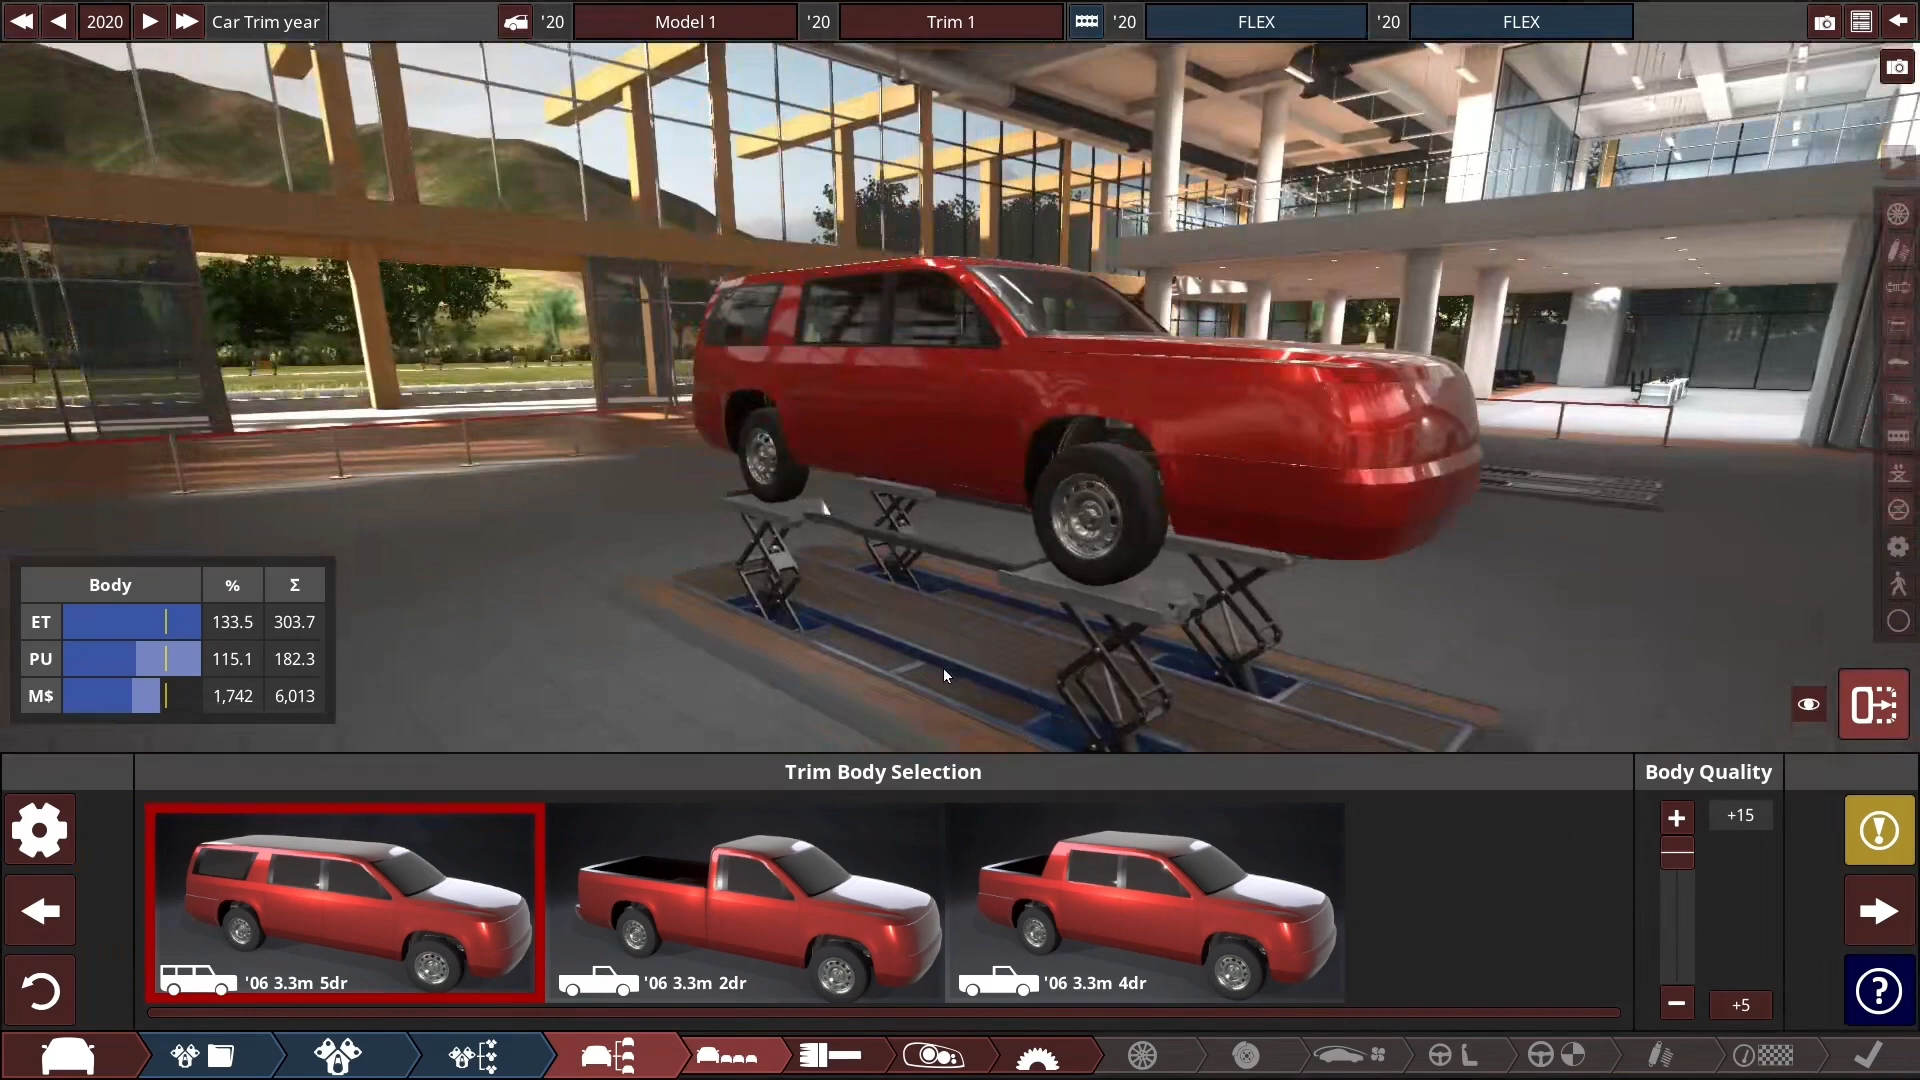 2020 Car Trim year '20 Model 1 '20 Trim 1 '20 FLEX '20 FLEX
Body % Σ
ET 133.5 303.7
PU 115.1 182.3
M$ 1,742 6,013
Trim Body Selection
Body Quality
+15
'06 3.3m 5dr
'06 3.3m 2dr
'06 3.3m 4dr
+5